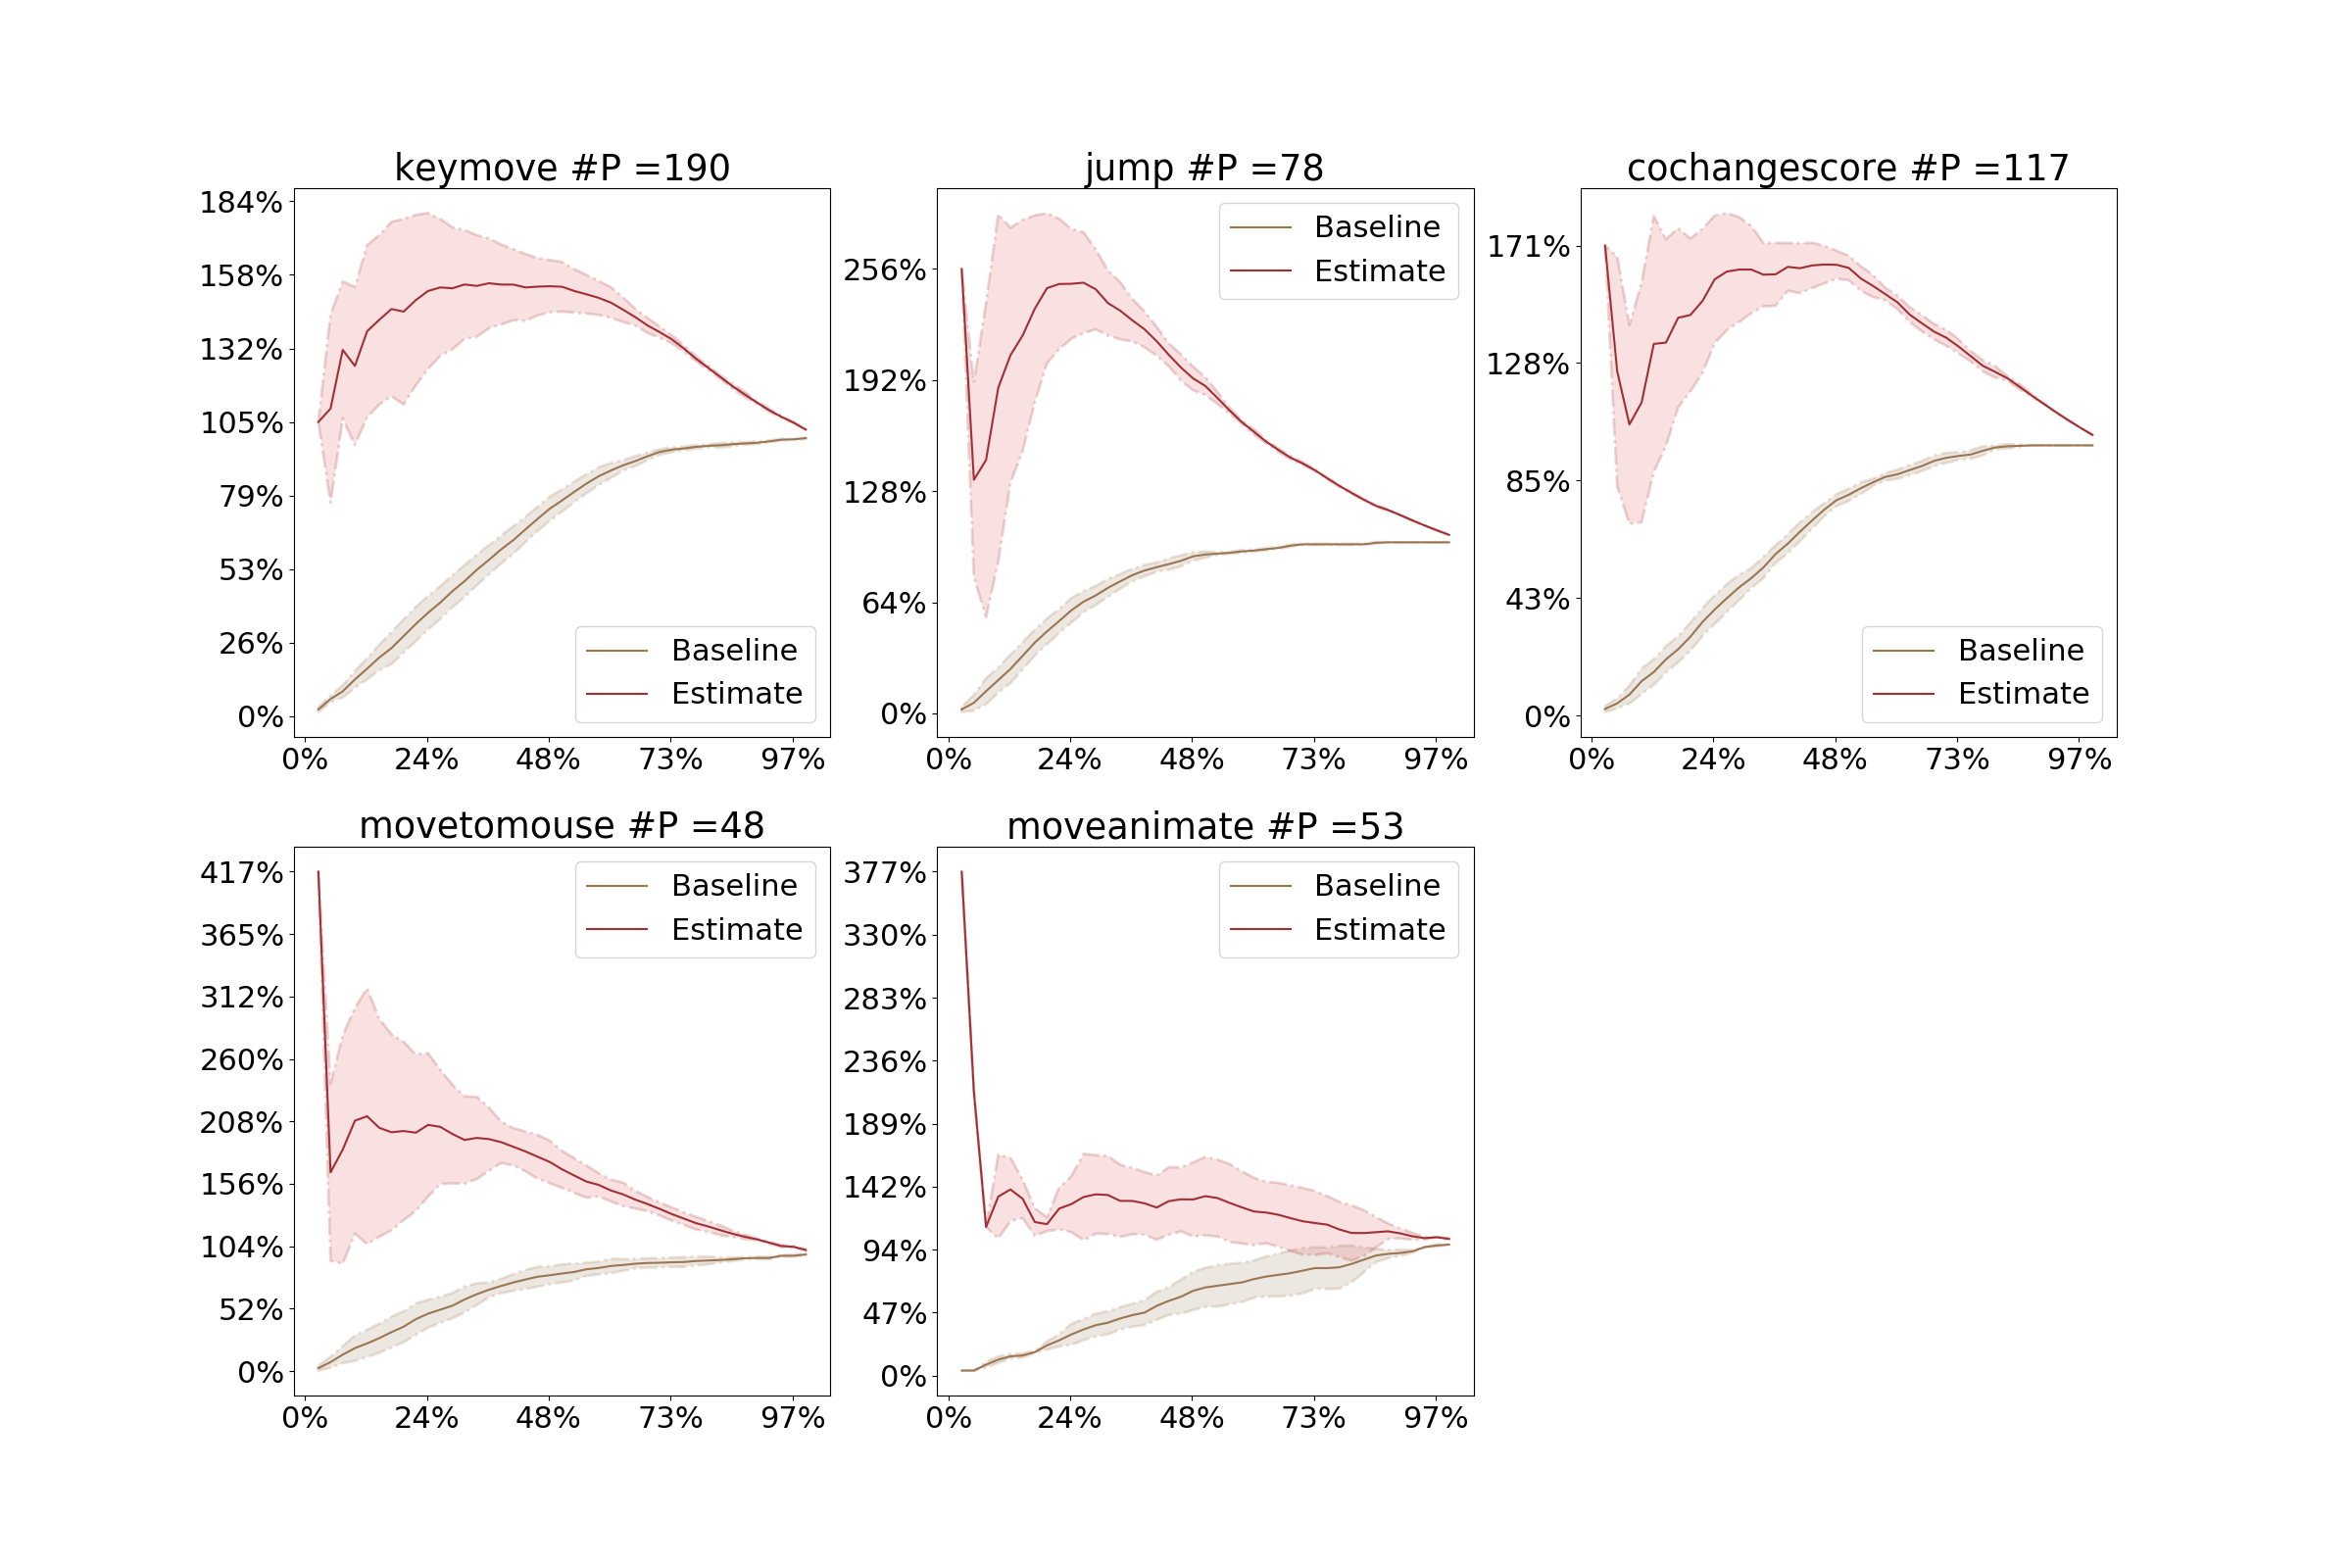 keymove #P =190
184%
158%
132%
105%
79%
53%
26%
0%
0% 24% 48% 73% 97%
Baseline
Estimate
jump #P =78
256%
192%
128%
64%
0%
0% 24% 48% 73% 97%
Baseline
Estimate
cochangescore #P =117
171%
128%
85%
43%
0%
0% 24% 48% 73% 97%
Baseline
Estimate
movetomouse #P =48
417%
365%
312%
260%
208%
156%
104%
52%
0%
0% 24% 48% 73% 97%
Baseline
Estimate
moveanimate #P =53
377%
330%
283%
236%
189%
142%
94%
47%
0%
0% 24% 48% 73% 97%
Baseline
Estimate